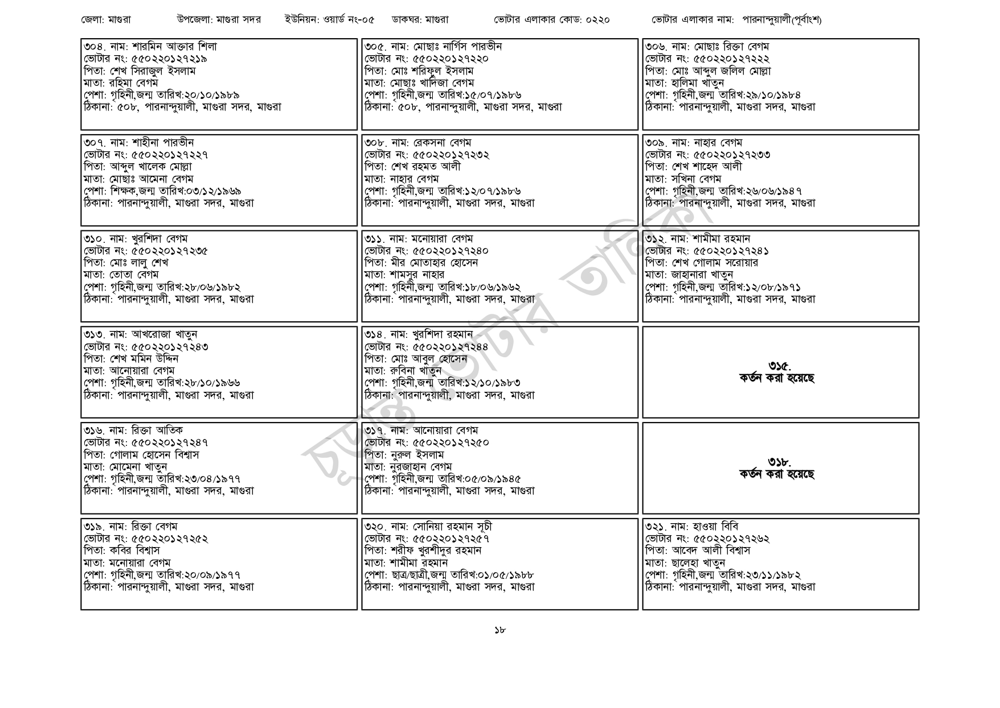 জেলা: মাগুরা উপজেলা: মাগুরা সদর ইউনিয়ন: ওয়ার্ড নং-০৫ ডাকঘর: মাগুরা ভোটার এলাকার কোড: ০২২০ ভোটার এলাকার নাম: পারনান্দুয়ালী(পূর্বাংশ)
৩০৪. নাম: শারমিন আক্তার শিলা
ভোটার নং: ৫৫০২২০১২৭২১৯
পিতা: শেখ সিরাজুল ইসলাম
মাতা: রহিমা বেগম
পেশা: গৃহিনী,জন্ম তারিখ:২০/১০/১৯৮৯
ঠিকানা: ৫০৮, পারনান্দুয়ালী, মাগুরা সদর, মাগুরা
৩০৫. নাম: মোছাঃ নার্গিস পারভীন
ভোটার নং: ৫৫০২২০১২৭২২০
পিতা: মোঃ শরিফুল ইসলাম
মাতা: মোছাঃ খাদিজা বেগম
পেশা: গৃহিনী,জন্ম তারিখ:১৫/০৭/১৯৮৬
ঠিকানা: ৫০৮, পারনান্দুয়ালী, মাগুরা সদর, মাগুরা
৩০৬. নাম: মোছাঃ রিক্তা বেগম
ভোটার নং: ৫৫০২২০১২৭২২২
পিতা: মোঃ আব্দুল জলিল মোল্লা
মাতা: হালিমা খাতুন
পেশা: গৃহিনী,জন্ম তারিখ:২৯/১০/১৯৮৪
ঠিকানা: পারনান্দুয়ালী, মাগুরা সদর, মাগুরা
৩০৭. নাম: শাহীনা পারভীন
ভোটার নং: ৫৫০২২০১২৭২২৭
পিতা: আব্দুল খালেক মোল্লা
মাতা: মোছাঃ আমেনা বেগম
পেশা: শিক্ষক,জন্ম তারিখ:০৩/১২/১৯৬৯
ঠিকানা: পারনান্দুয়ালী, মাগুরা সদর, মাগুরা
৩০৮. নাম: রেকসনা বেগম
ভোটার নং: ৫৫০২২০১২৭২৩২
পিতা: শেখ রহমত আলী
মাতা: নাহার বেগম
পেশা: গৃহিনী,জন্ম তারিখ:১২/০৭/১৯৮৬
ঠিকানা: পারনান্দুয়ালী, মাগুরা সদর, মাগুরা
৩০৯. নাম: নাহার বেগম
ভোটার নং: ৫৫০২২০১২৭২৩৩
পিতা: শেখ শাহেদ আলী
মাতা: সখিনা বেগম
পেশা: গৃহিনী,জন্ম তারিখ:২৬/০৬/১৯৪৭
ঠিকানা: পারনান্দুয়ালী, মাগুরা সদর, মাগুরা
৩১০. নাম: খুরশিদা বেগম
ভোটার নং: ৫৫০২২০১২৭২৩৫
পিতা: মোঃ লালু শেখ
মাতা: তোতা বেগম
পেশা: গৃহিনী,জন্ম তারিখ:২৮/০৬/১৯৮২
ঠিকানা: পারনান্দুয়ালী, মাগুরা সদর, মাগুরা
৩১১. নাম: মনোয়ারা বেগম
ভোটার নং: ৫৫০২২০১২৭২৪০
পিতা: মীর মোতাহার হোসেন
মাতা: শামসুর নাহার
পেশা: গৃহিনী,জন্ম তারিখ:১৮/০৬/১৯৬২
ঠিকানা: পারনান্দুয়ালী, মাগুরা সদর, মাগুরা
৩১২. নাম: শামীমা রহমান
ভোটার নং: ৫৫০২২০১২৭২৪১
পিতা: শেখ গোলাম সরোয়ার
মাতা: জাহানারা খাতুন
পেশা: গৃহিনী,জন্ম তারিখ:১২/০৮/১৯৭১
ঠিকানা: পারনান্দুয়ালী, মাগুরা সদর, মাগুরা
৩১৩. নাম: আখরোজা খাতুন
ভোটার নং: ৫৫০২২০১২৭২৪৩
পিতা: শেখ মমিন উদ্দিন
মাতা: আনোয়ারা বেগম
পেশা: গৃহিনী,জন্ম তারিখ:২৮/১০/১৯৬৬
ঠিকানা: পারনান্দুয়ালী, মাগুরা সদর, মাগুরা
৩১৪. নাম: খুরশিদা রহমান
ভোটার নং: ৫৫০২২০১২৭২৪৪
পিতা: মোঃ আবুল হোসেন
মাতা: রুবিনা খাতুন
পেশা: গৃহিনী,জন্ম তারিখ:১২/১০/১৯৮৩
ঠিকানা: পারনান্দুয়ালী, মাগুরা সদর, মাগুরা
৩১৫.
কর্তন করা হয়েছে
৩১৬. নাম: রিক্তা আতিক
ভোটার নং: ৫৫০২২০১২৭২৪৭
পিতা: গোলাম হোসেন বিশ্বাস
মাতা: মোমেনা খাতুন
পেশা: গৃহিনী,জন্ম তারিখ:২৩/০৪/১৯৭৭
ঠিকানা: পারনান্দুয়ালী, মাগুরা সদর, মাগুরা
৩১৭. নাম: আনোয়ারা বেগম
ভোটার নং: ৫৫০২২০১২৭২৫০
পিতা: নুরুল ইসলাম
মাতা: নুরজাহান বেগম
পেশা: গৃহিনী,জন্ম তারিখ:০৫/০৯/১৯৪৫
ঠিকানা: পারনান্দুয়ালী, মাগুরা সদর, মাগুরা
৩১৮.
কর্তন করা হয়েছে
৩১৯. নাম: রিক্তা বেগম
ভোটার নং: ৫৫০২২০১২৭২৫২
পিতা: কবির বিশ্বাস
মাতা: মনোয়ারা বেগম
পেশা: গৃহিনী,জন্ম তারিখ:২০/০৯/১৯৭৭
ঠিকানা: পারনান্দুয়ালী, মাগুরা সদর, মাগুরা
৩২০. নাম: সোনিয়া রহমান সূচী
ভোটার নং: ৫৫০২২০১২৭২৫৭
পিতা: শরীফ খুরশীদুর রহমান
মাতা: শামীমা রহমান
পেশা: ছাত্র/ছাত্রী,জন্ম তারিখ:০১/০৫/১৯৮৮
ঠিকানা: পারনান্দুয়ালী, মাগুরা সদর, মাগুরা
৩২১. নাম: হাওয়া বিবি
ভোটার নং: ৫৫০২২০১২৭২৬২
পিতা: আবেদ আলী বিশ্বাস
মাতা: ছালেহা খাতুন
পেশা: গৃহিনী,জন্ম তারিখ:২৩/১১/১৯৮২
ঠিকানা: পারনান্দুয়ালী, মাগুরা সদর, মাগুরা
চূড়ান্ত ভোটার তালিকা
১৮